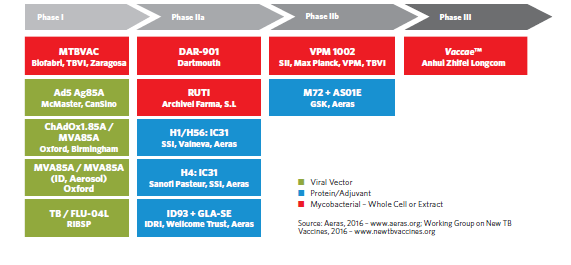 Phase I
Phase IIa
Phase IIb
Phase III
MTBVAC
Biofabri, TBVI, Zaragosa
DAR-901
Dartmouth
VPM 1002
SII, Max Planck, VPM, TBVI
Vaccae™
Anhui Zhifei Longcom
Ad5 Ag85A
McMaster, CanSino
RUTI
Archivel Farma, S.L
M72 + AS01E
GSK, Aeras
ChAdOx1.85A /
MVA85A
Oxford, Birmingham
H1/H56: IC31
SSI, Valneva, Aeras
MVA85A / MVA85A
(ID, Aerosol)
Oxford
H4: IC31
Sanofi Pasteur, SSI, Aeras
TB / FLU-04L
RIBSP
ID93 + GLA-SE
IDRI, Wellcome Trust, Aeras
Viral Vector
Protein/Adjuvant
Mycobacterial – Whole Cell or Extract
Source: Aeras, 2016 – www.aeras.org; Working Group on New TB
Vaccines, 2016 – www.newtbvaccines.org